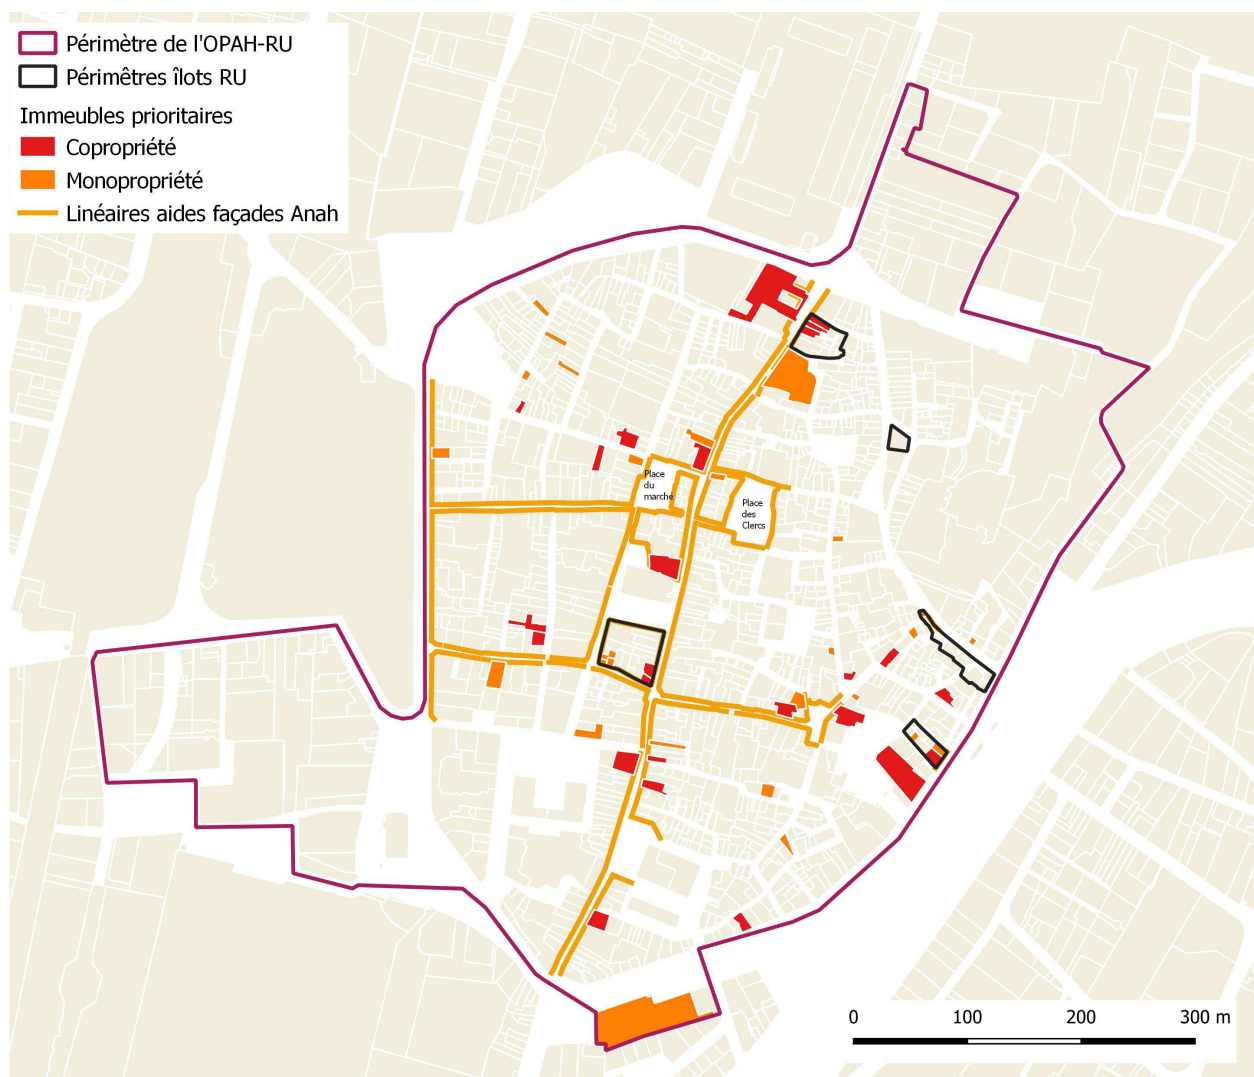 Périmètre de l'OPAH-RU
Périmêtres îlots RU
Immeubles prioritaires
Copropriété
Monopropriété
Linéaires aides façades Anah
Place
du
marché
Place
des
Clercs
0 100 200 300 m